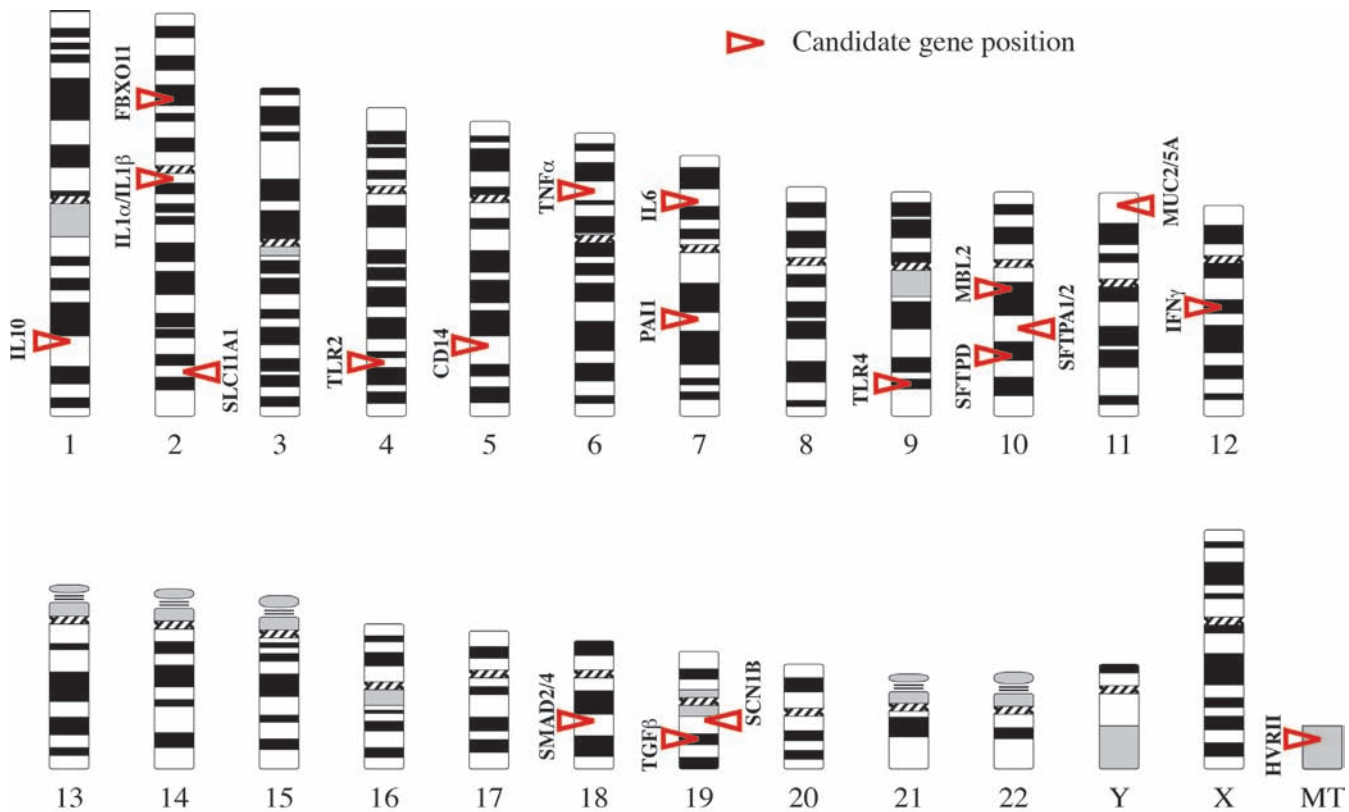 Candidate gene position
FBXO11
IL1α/IL1β
IL10
SLC11A1
TLR2
CD14
TNFα
IL6
PAI1
TLR4
MBL2
SFTPD
SFTPA1/2
MUC2/5A
IFNγ
1 2 3 4 5 6 7 8 9 10 11 12
SMAD2/4
TGFβ
SCN1B
HVRII
13 14 15 16 17 18 19 20 21 22 Y X MT